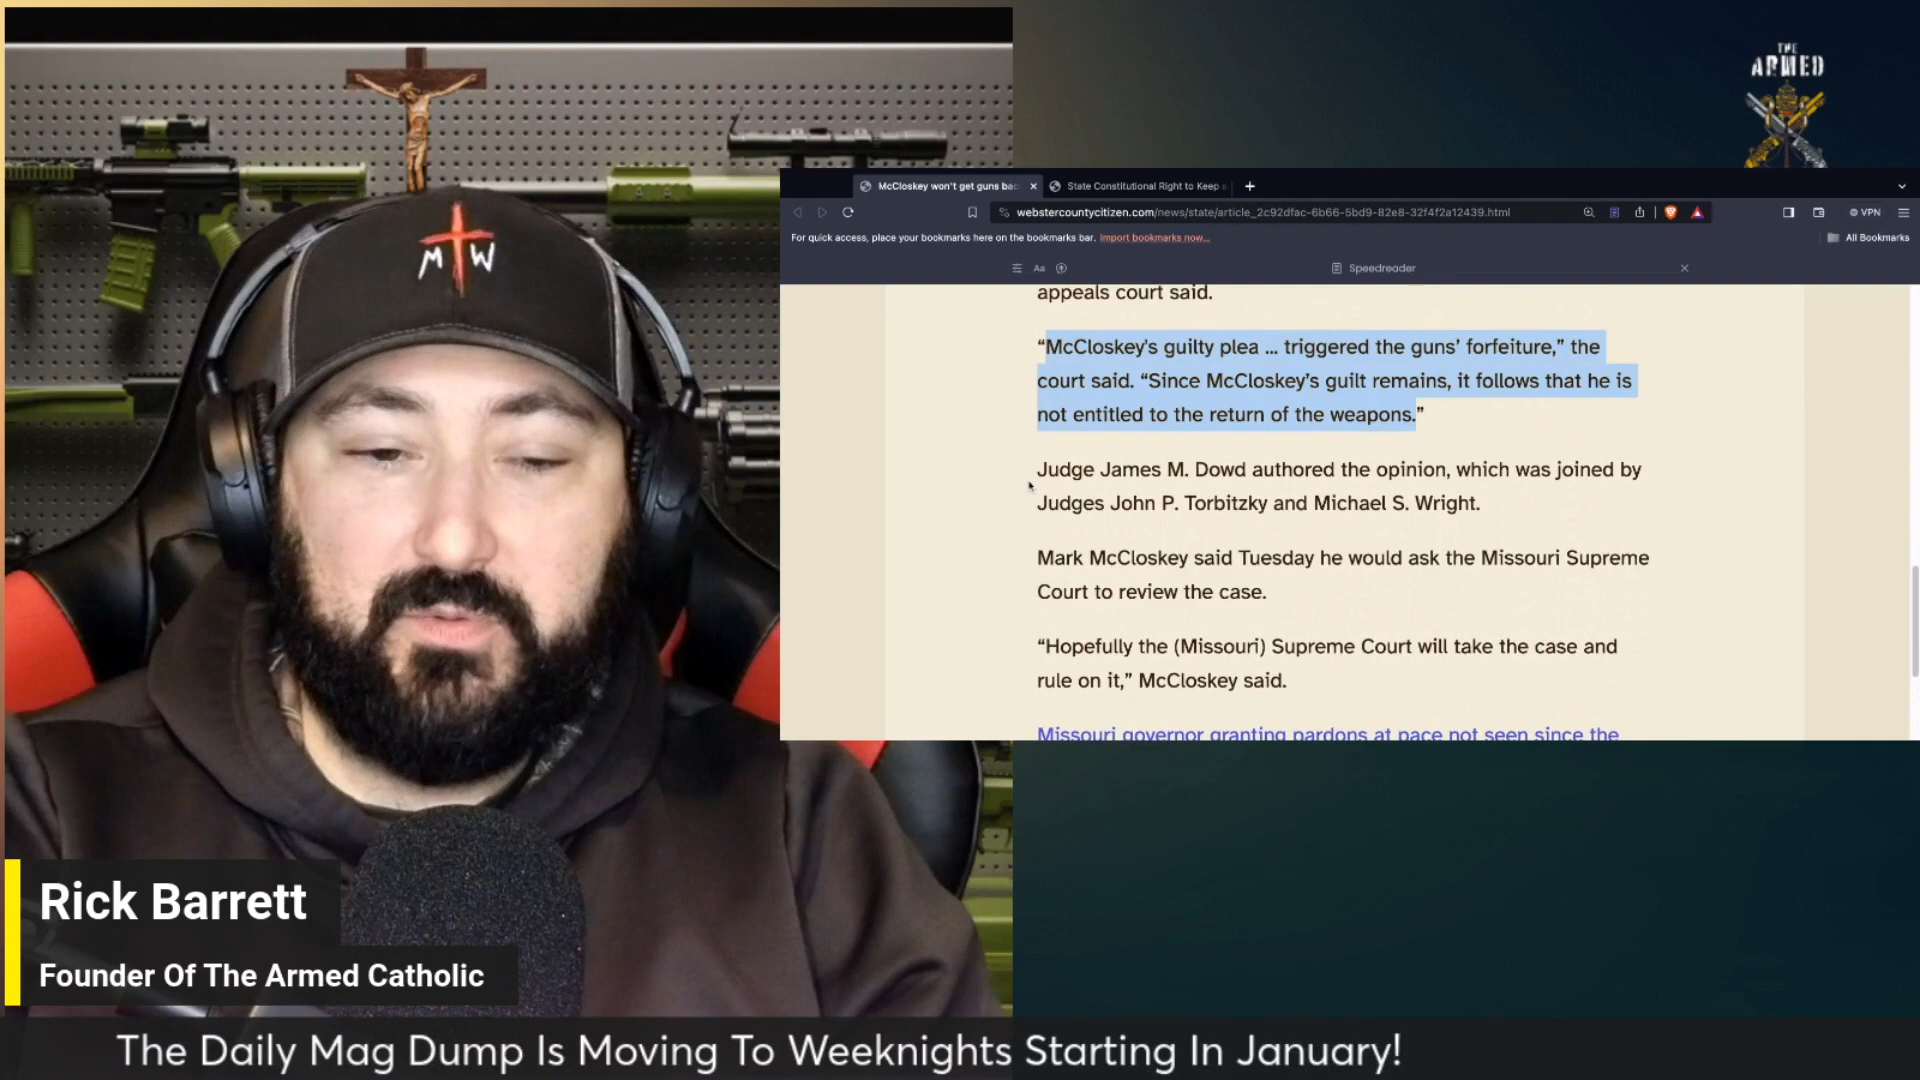 THE
ARMED
M W
McCloskey won't get guns bac
State Constitutional Right to Keep a
webstercountycitizen.com/news/state/article_2c92dfac-6b66-5bd9-82e8-32f4f2a12439.html
VPN
For quick access, place your bookmarks here on the bookmarks bar. Import bookmarks now...
All Bookmarks
Aa
Speedreader
appeals court said.
“McCloskey's guilty plea ... triggered the guns’ forfeiture,” the
court said. “Since McCloskey’s guilt remains, it follows that he is
not entitled to the return of the weapons.”
Judge James M. Dowd authored the opinion, which was joined by
Judges John P. Torbitzky and Michael S. Wright.
Mark McCloskey said Tuesday he would ask the Missouri Supreme
Court to review the case.
“Hopefully the (Missouri) Supreme Court will take the case and
rule on it,” McCloskey said.
Missouri governor granting pardons at pace not seen since the
Rick Barrett
Founder Of The Armed Catholic
The Daily Mag Dump Is Moving To Weeknights Starting In January!